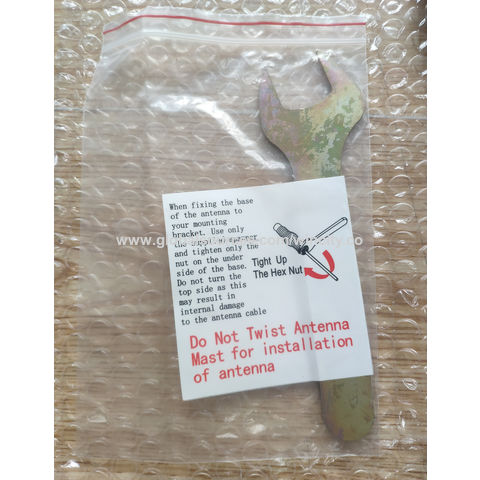 When fixing the base
of the antenna to
your mounting
bracket. Use only
and tighten only the
nut on the under
side of the base.
Do not turn the
top side as this
may result in
internal damage
to the antenna cable
Tight Up
The Hex Nut
Do Not Twist Antenna
Mast for installation
of antenna